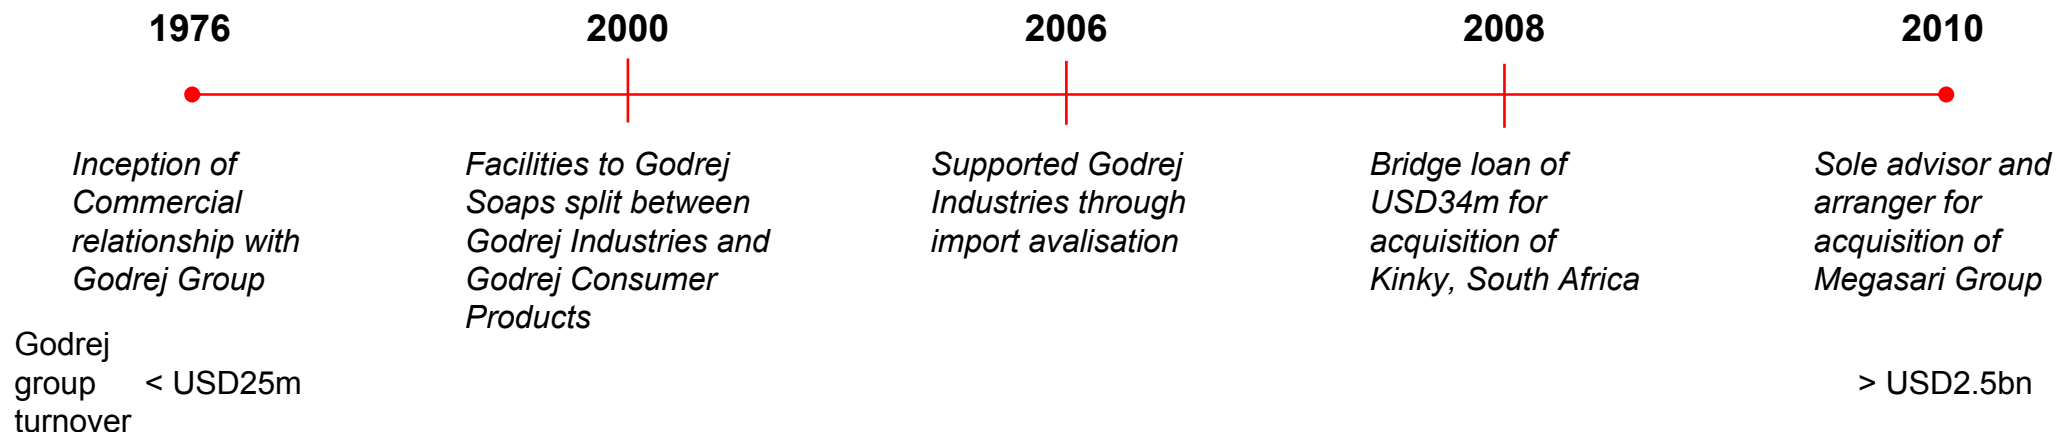 1976
2000
2006
2008
2010
Inception of
Commercial
relationship with
Godrej Group
Facilities to Godrej
Soaps split between
Godrej Industries and
Godrej Consumer
Products
Supported Godrej
Industries through
import avalisation
Bridge loan of
USD34m for
acquisition of
Kinky, South Africa
Sole advisor and
arranger for
acquisition of
Megasari Group
Godrej
group
turnover
< USD25m
> USD2.5bn